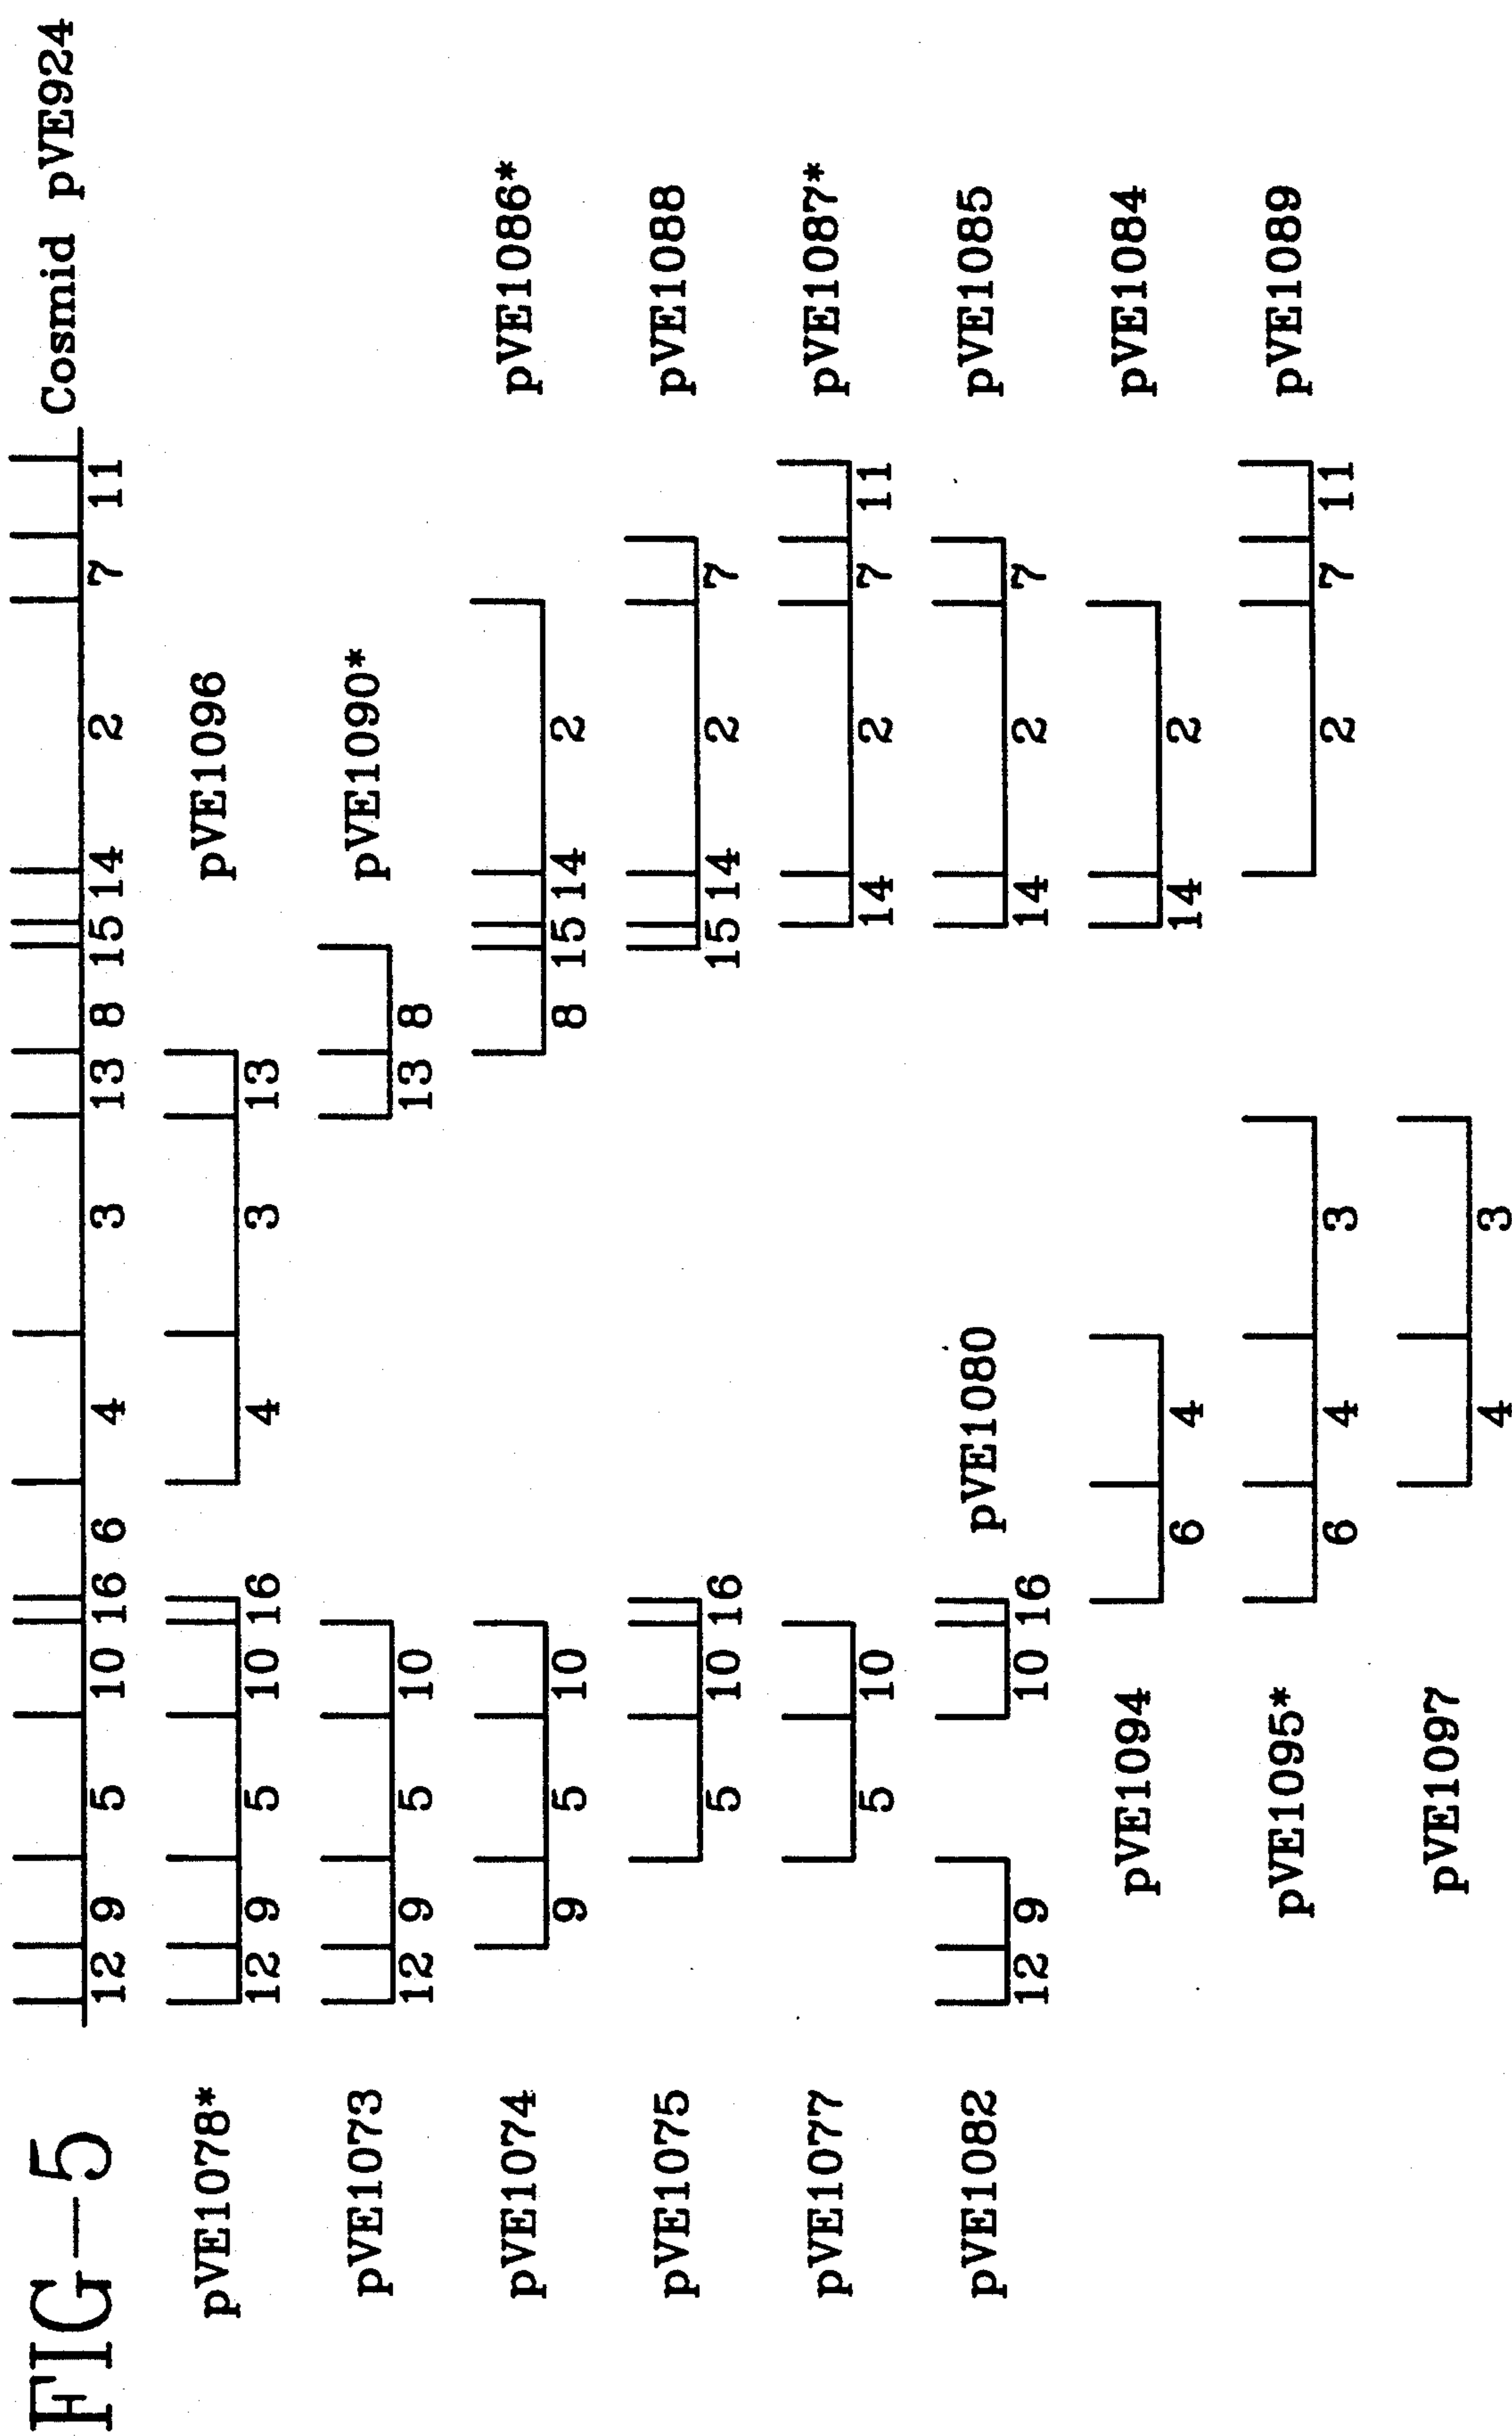 FIG-5 Cosmid pVE924
12 9 5 10 16 6 4 3 13 8 15 14 2 7 11
pVE1078* pVE1096
12 9 5 10 16 4 3 13
pVE1073 pVE1090*
12 9 5 10 13 8
pVE1074 pVE1086*
9 5 10 8 15 14 2
pVE1075 pVE1088
5 10 16 15 14 2 7
pVE1077 pVE1087*
5 10 14 2 7 11
pVE1082 pVE1080 pVE1085
12 9 10 16 14 2 7
pVE1094 pVE1084
6 4 14 2
pVE1095* pVE1089
6 4 3 2 7 11
pVE1097
4 3